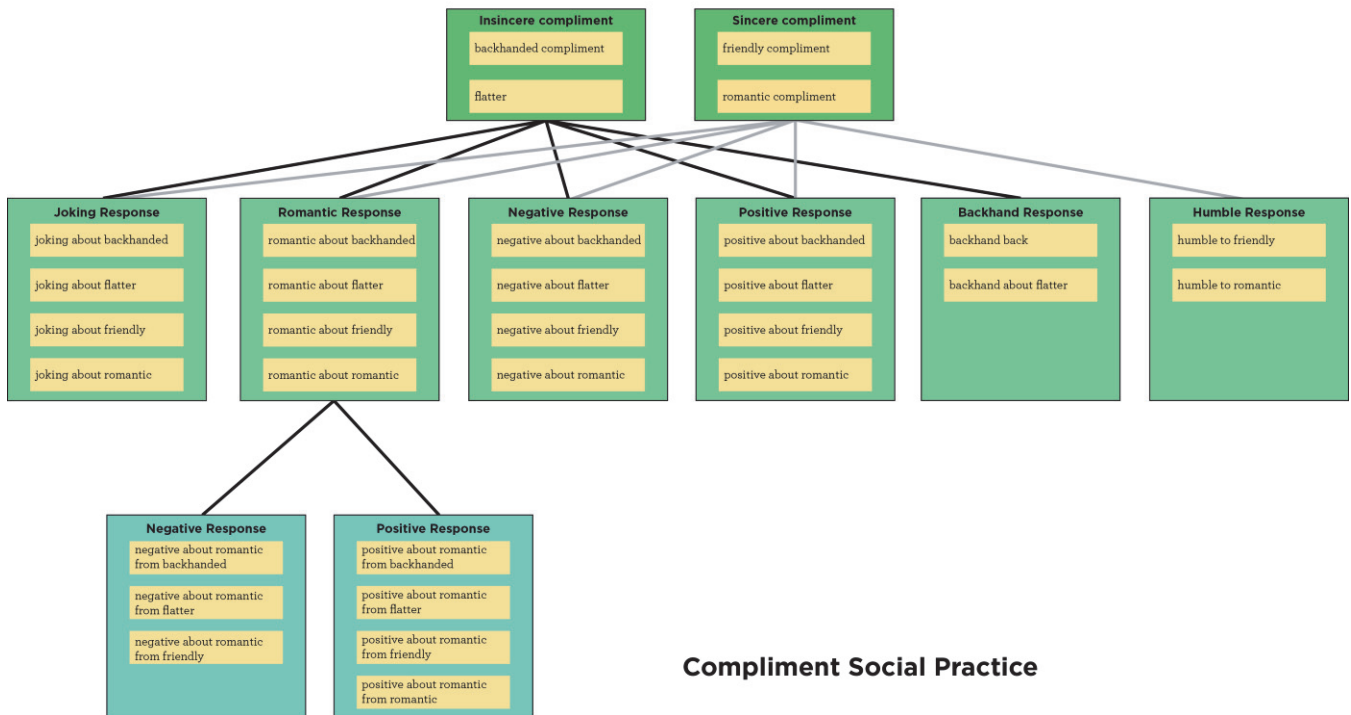 Insincere compliment
backhanded compliment
flatter
Sincere compliment
friendly compliment
romantic compliment
Joking Response
joking about backhanded
joking about flatter
joking about friendly
joking about romantic
Romantic Response
romantic about backhanded
romantic about flatter
romantic about friendly
romantic about romantic
Negative Response
negative about backhanded
negative about flatter
negative about friendly
negative about romantic
Positive Response
positive about backhanded
positive about flatter
positive about friendly
positive about romantic
Backhand Response
backhand back
backhand about flatter
Humble Response
humble to friendly
humble to romantic
Negative Response
negative about romantic
from backhanded
negative about romantic
from flatter
negative about romantic
from friendly
Positive Response
positive about romantic
from backhanded
positive about romantic
from flatter
positive about romantic
from friendly
positive about romantic
from romantic
Compliment Social Practice